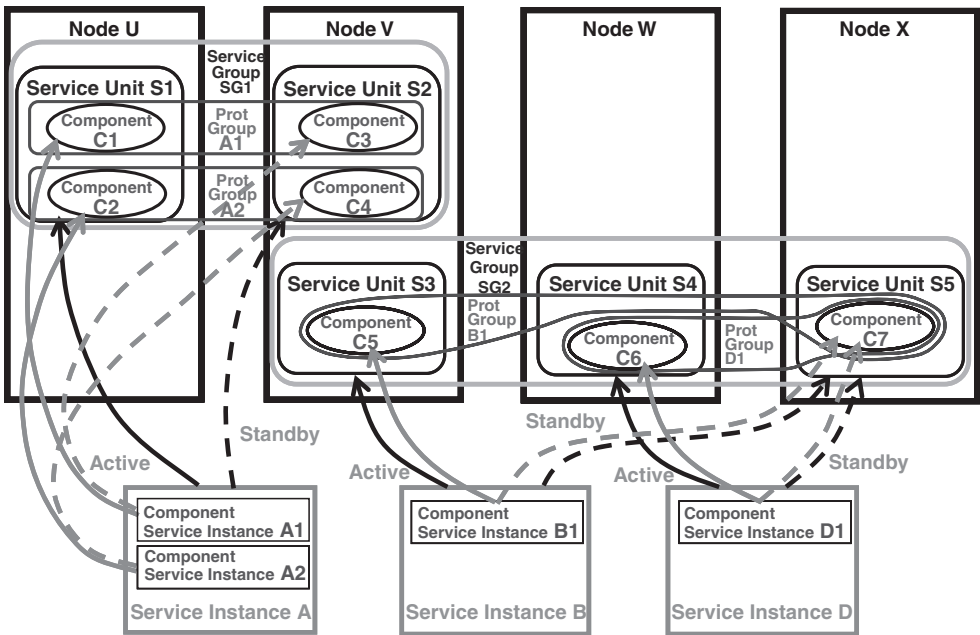 Node U
Node V
Node W
Node X
Service
Group
SG1
Service Unit S1
Service Unit S2
Component
C1
Prot
Group
A1
Component
C3
Component
C2
Prot
Group
A2
Component
C4
Service
Group
SG2
Service Unit S3
Service Unit S4
Service Unit S5
Component
C5
Prot
Group
B1
Component
C6
Prot
Group
D1
Component
C7
Active
Standby
Active
Standby
Active
Standby
Component
Service Instance A1
Component
Service Instance A2
Service Instance A
Component
Service Instance B1
Service Instance B
Component
Service Instance D1
Service Instance D